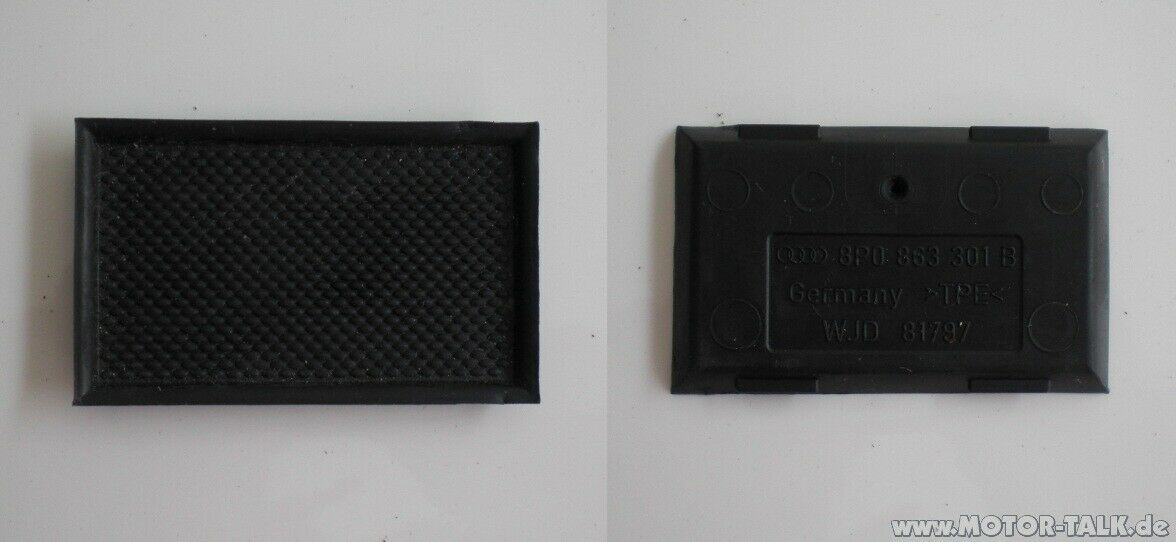 8P0 863 301 B
Germany >TPE<
WJD 81797
www.MOTOR-TALK.de